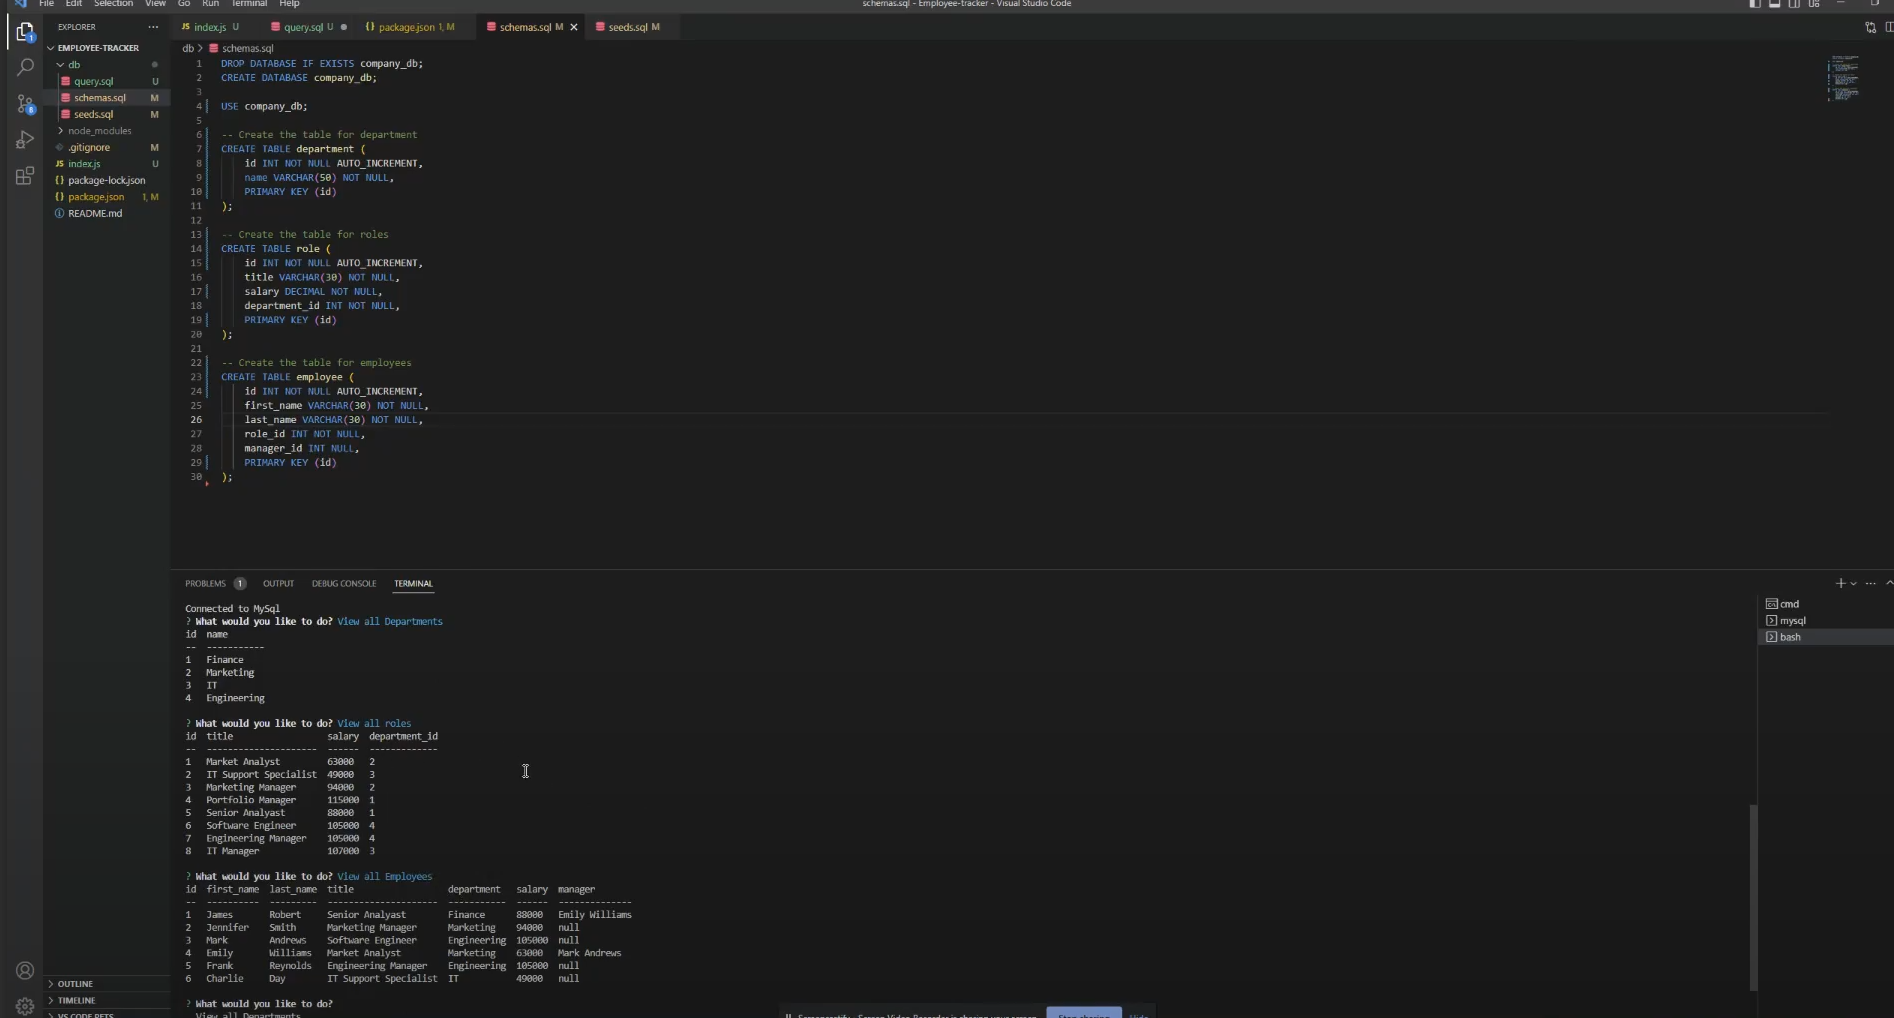 File Edit Selection View Go Run Terminal Help
schemas.sql - Employee-tracker - Visual Studio Code
EXPLORER
EMPLOYEE-TRACKER
db
query.sql U
schemas.sql M
seeds.sql M
node_modules
.gitignore M
JS index.js U
{} package-lock.json
{} package.json 1, M
README.md
OUTLINE
TIMELINE
VS CODE PETS
1
8
JS index.js U
query.sql U
{} package.json 1, M
schemas.sql M
seeds.sql M
db > schemas.sql
1 DROP DATABASE IF EXISTS company_db;
2 CREATE DATABASE company_db;
3
4 USE company_db;
5
6 -- Create the table for department
7 CREATE TABLE department (
8 id INT NOT NULL AUTO_INCREMENT,
9 name VARCHAR(50) NOT NULL,
10 PRIMARY KEY (id)
11 );
12
13 -- Create the table for roles
14 CREATE TABLE role (
15 id INT NOT NULL AUTO_INCREMENT,
16 title VARCHAR(30) NOT NULL,
17 salary DECIMAL NOT NULL,
18 department_id INT NOT NULL,
19 PRIMARY KEY (id)
20 );
21
22 -- Create the table for employees
23 CREATE TABLE employee (
24 id INT NOT NULL AUTO_INCREMENT,
25 first_name VARCHAR(30) NOT NULL,
26 last_name VARCHAR(30) NOT NULL,
27 role_id INT NOT NULL,
28 manager_id INT NULL,
29 PRIMARY KEY (id)
30 );
PROBLEMS 1 OUTPUT DEBUG CONSOLE TERMINAL
cmd
mysql
bash
Connected to MySql
? What would you like to do? View all Departments
id name
-- -----------
1 Finance
2 Marketing
3 IT
4 Engineering
? What would you like to do? View all roles
id title salary department_id
-- --------------------- ------ -------------
1 Market Analyst 63000 2
2 IT Support Specialist 49000 3
3 Marketing Manager 94000 2
4 Portfolio Manager 115000 1
5 Senior Analyast 88000 1
6 Software Engineer 105000 4
7 Engineering Manager 105000 4
8 IT Manager 107000 3
? What would you like to do? View all Employees
id first_name last_name title department salary manager
-- ---------- --------- --------------------- ----------- ------ --------------
1 James Robert Senior Analyast Finance 88000 Emily Williams
2 Jennifer Smith Marketing Manager Marketing 94000 null
3 Mark Andrews Software Engineer Engineering 105000 null
4 Emily Williams Market Analyst Marketing 63000 Mark Andrews
5 Frank Reynolds Engineering Manager Engineering 105000 null
6 Charlie Day IT Support Specialist IT 49000 null
? What would you like to do?
View all Departments
Screencastify - Screen Video Recorder is sharing your screen. Stop sharing Hide